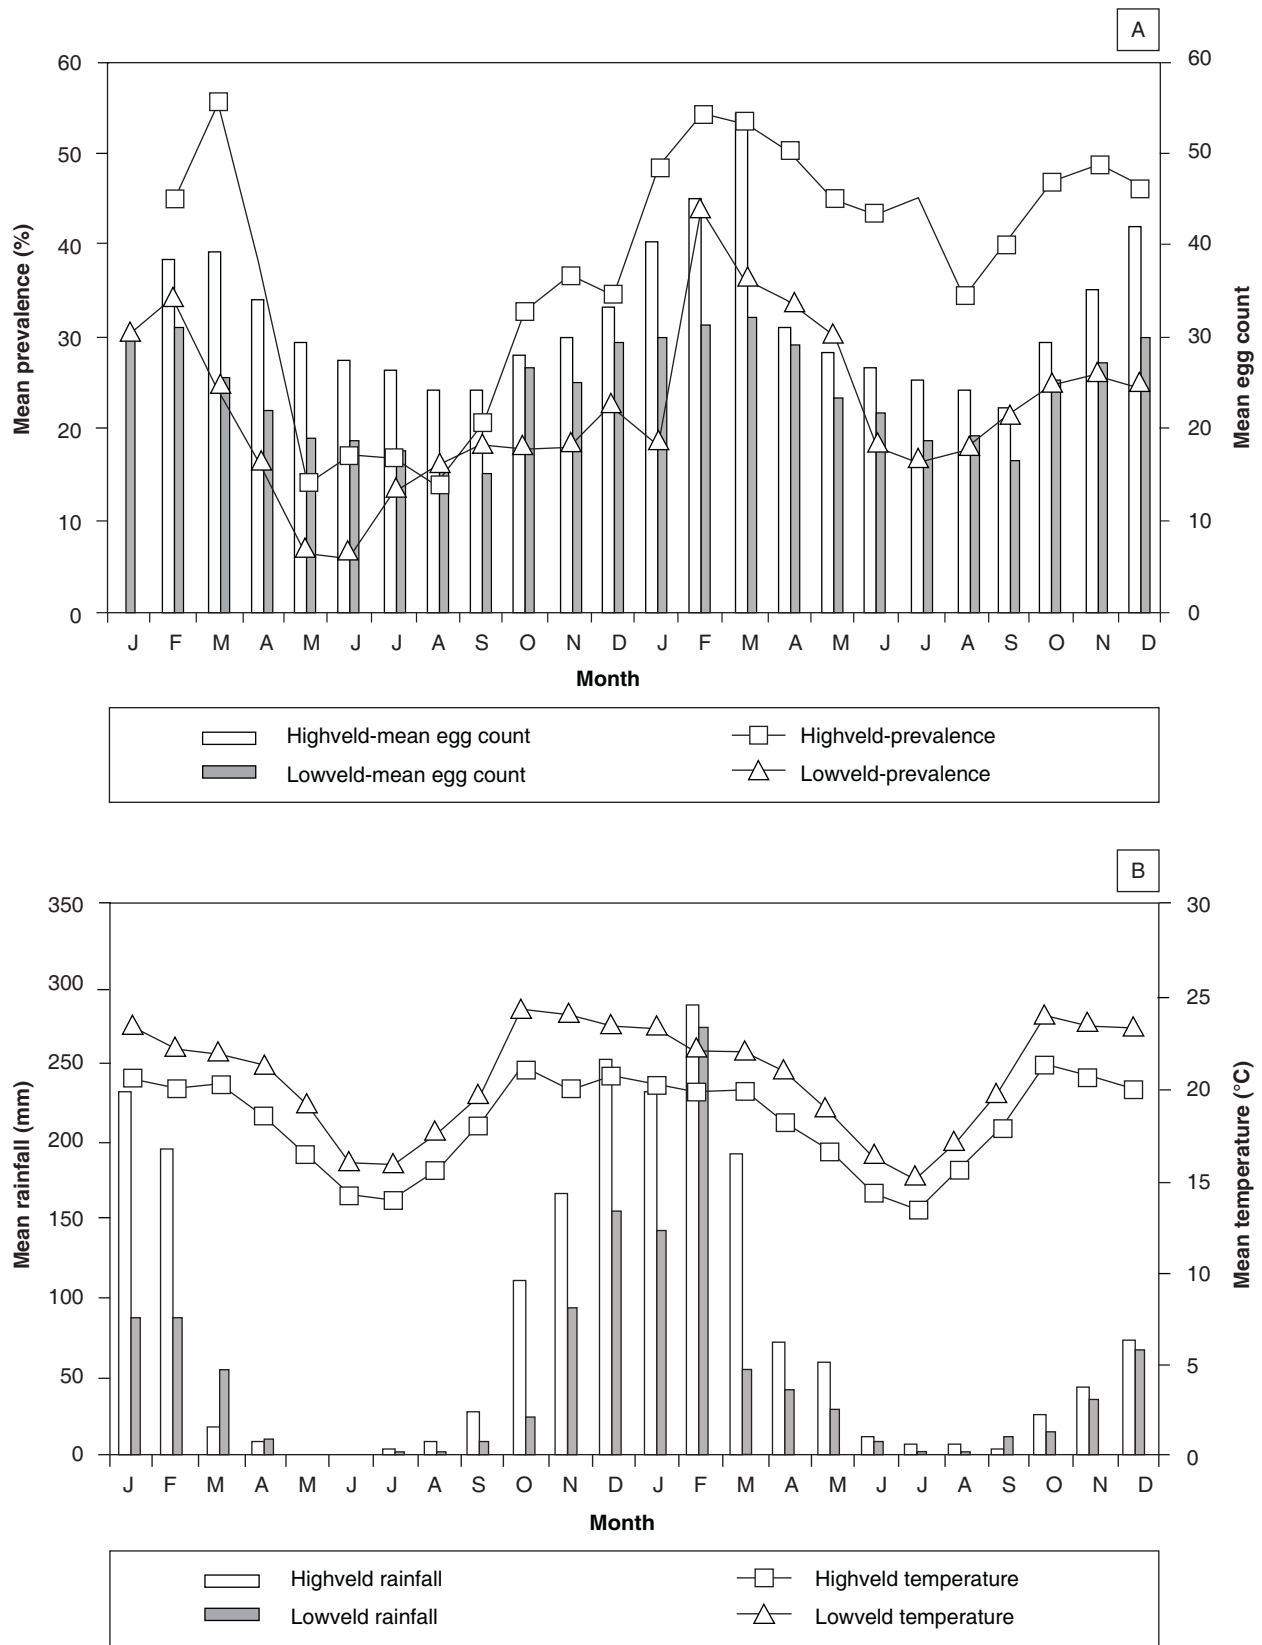 A
60
50
40
30
20
10
0
Mean prevalence (%)
60
50
40
30
20
10
0
Mean egg count
J F M A M J J A S O N D J F M A M J J A S O N D
Month
Highveld-mean egg count
Lowveld-mean egg count
Highveld-prevalence
Lowveld-prevalence
B
350
300
250
200
150
100
50
0
Mean rainfall (mm)
30
25
20
15
10
5
0
Mean temperature (°C)
J F M A M J J A S O N D J F M A M J J A S O N D
Month
Highveld rainfall
Lowveld rainfall
Highveld temperature
Lowveld temperature